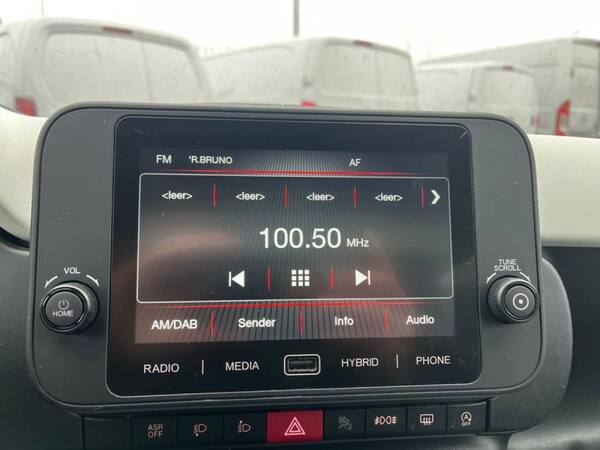 FM 'R.BRUNO AF
<leer> <leer> <leer> <leer>
VOL
TUNE
SCROLL
100.50 MHz
HOME
AM/DAB Sender Info Audio
RADIO MEDIA HYBRID PHONE
ASR
OFF
OFF